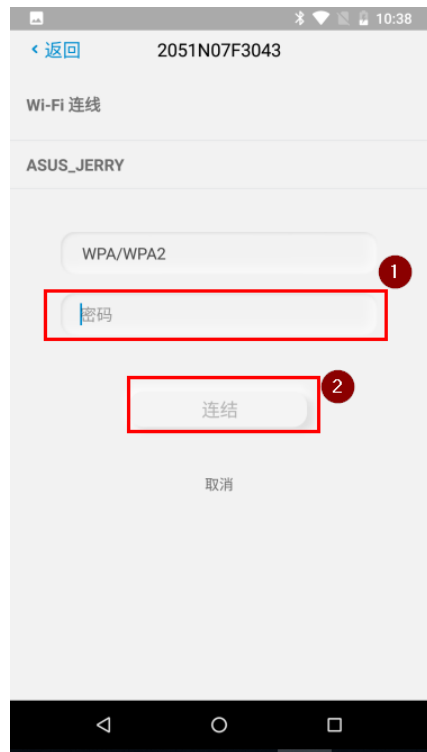 10:38
返回
2051N07F3043
Wi-Fi 连线
ASUS_JERRY
WPA/WPA2
1
密码
2
连结
取消